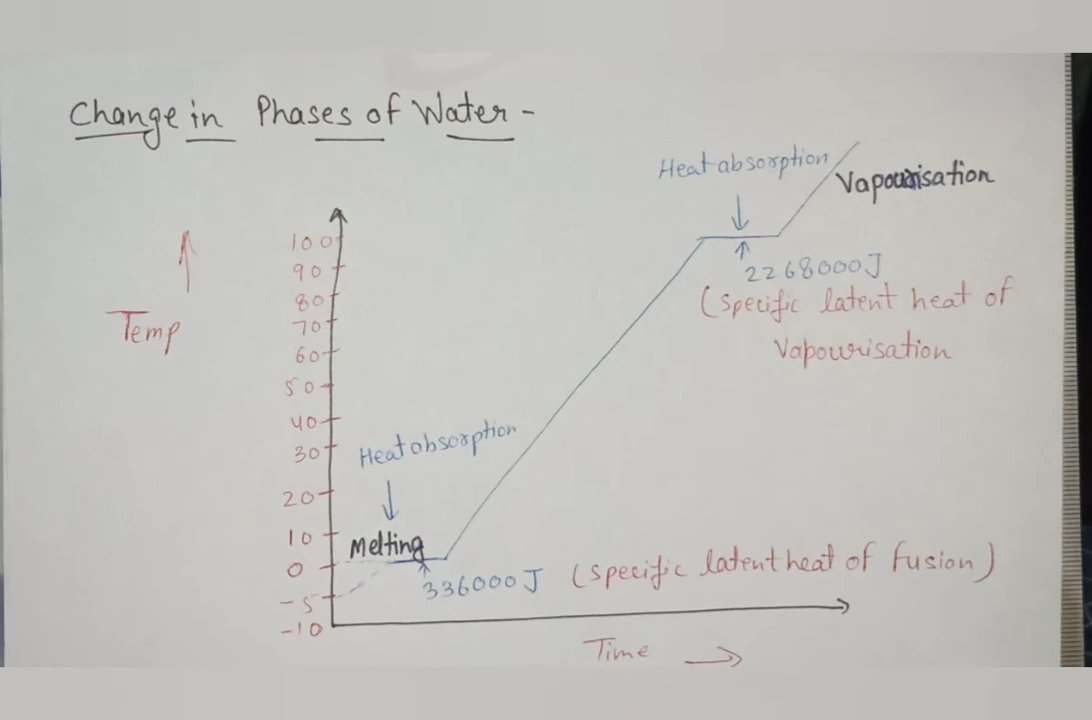 Change in Phases of Water -
Heat absorption
Vapourisation
100
90
80
70
60
50
40
30
20
10
0
-5
-10
Temp
2268000J
(Specific latent heat of
Vapourisation
Heat absorption
Melting
336000J (specific latent heat of fusion)
Time